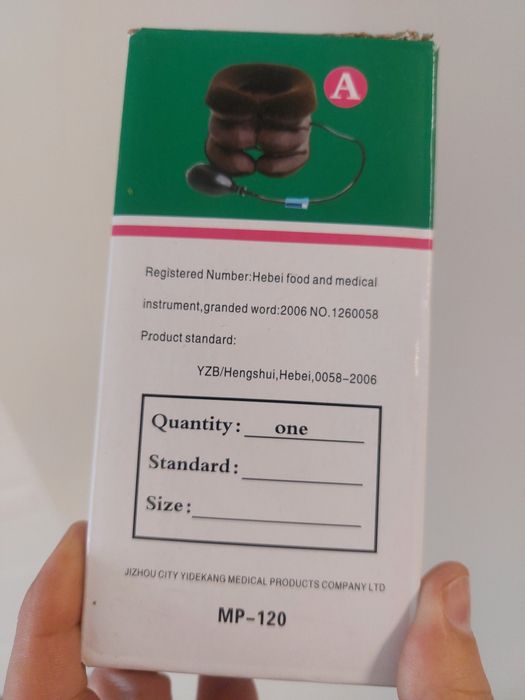 A
Registered Number:Hebei food and medical
instrument,granded word:2006 NO.1260058
Product standard:
YZB/Hengshui,Hebei,0058-2006
Quantity: one
Standard:
Size:
JIZHOU CITY YIDEKANG MEDICAL PRODUCTS COMPANY LTD
MP-120